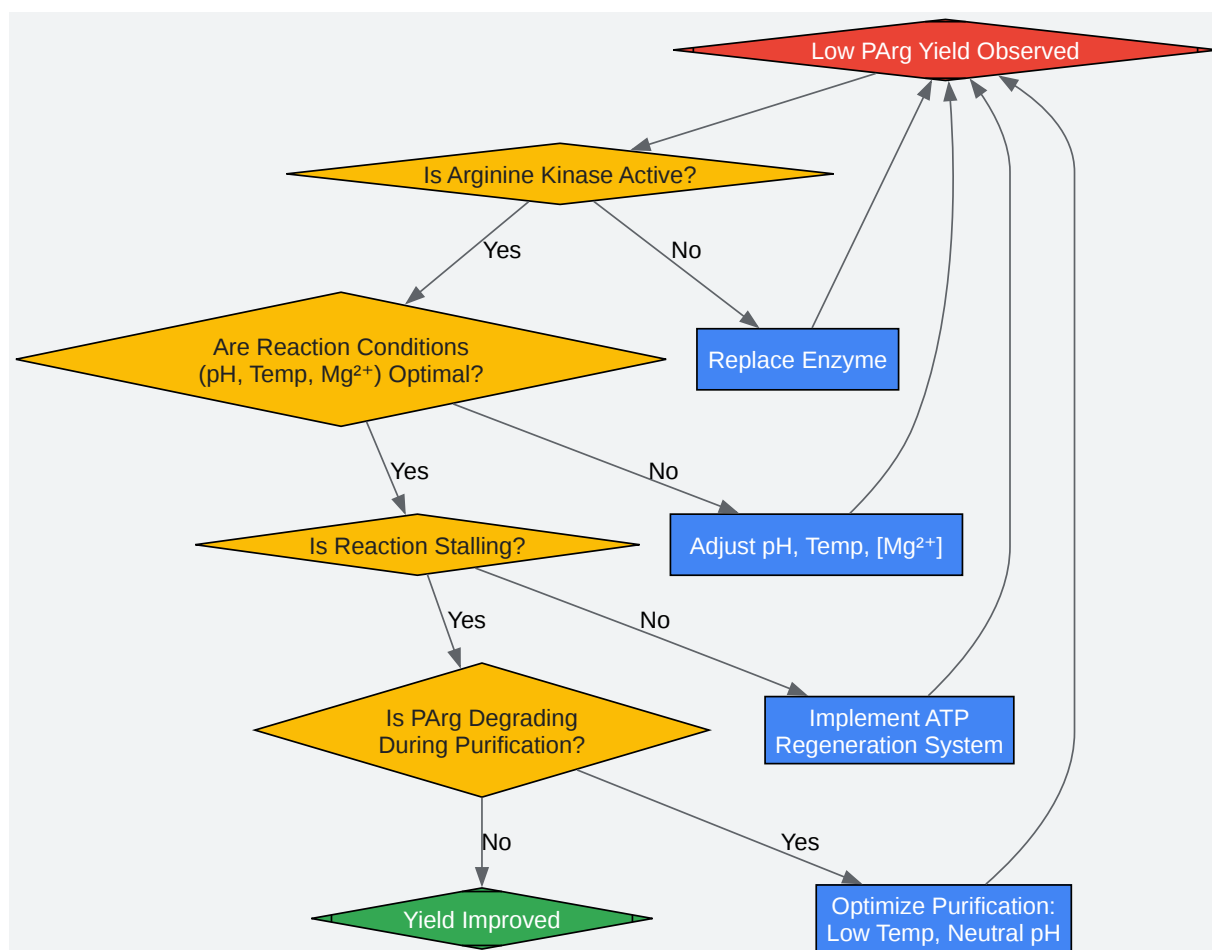 Low PArg Yield Observed
Is Arginine Kinase Active?
Yes
No
Are Reaction Conditions
(pH, Temp, Mg²⁺) Optimal?
Replace Enzyme
Yes
No
Is Reaction Stalling?
Adjust pH, Temp, [Mg²⁺]
Yes
No
Is PArg Degrading
During Purification?
Implement ATP
Regeneration System
No
Yes
Yield Improved
Optimize Purification:
Low Temp, Neutral pH